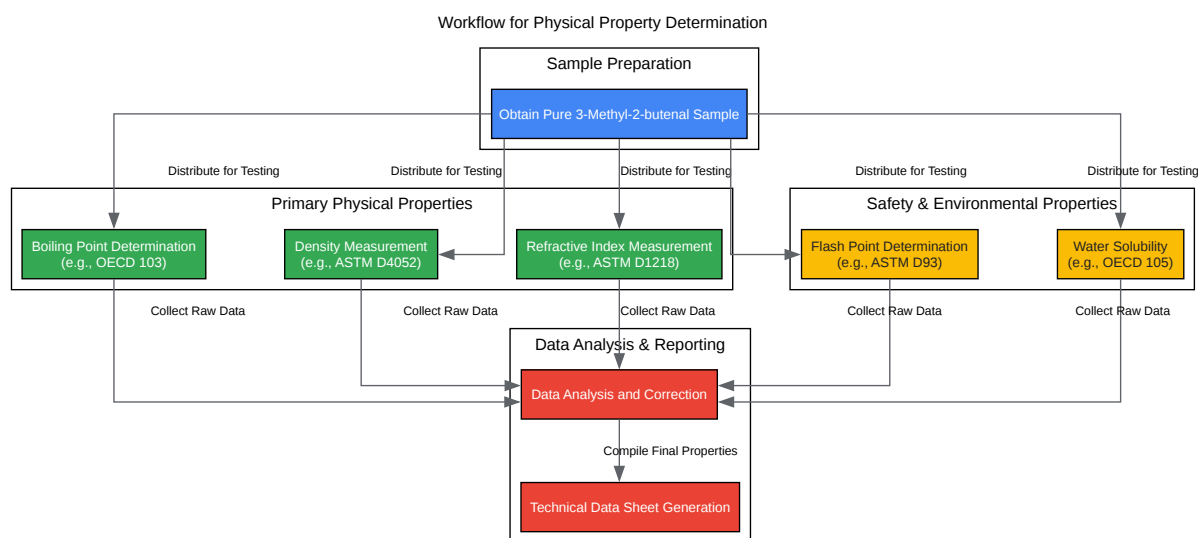 Workflow for Physical Property Determination
Sample Preparation
Obtain Pure 3-Methyl-2-butenal Sample
Distribute for Testing
Distribute for Testing
Distribute for Testing
Distribute for Testing
Distribute for Testing
Primary Physical Properties
Safety & Environmental Properties
Boiling Point Determination
(e.g., OECD 103)
Density Measurement
(e.g., ASTM D4052)
Refractive Index Measurement
(e.g., ASTM D1218)
Flash Point Determination
(e.g., ASTM D93)
Water Solubility
(e.g., OECD 105)
Collect Raw Data
Collect Raw Data
Collect Raw Data
Collect Raw Data
Collect Raw Data
Data Analysis & Reporting
Data Analysis and Correction
Compile Final Properties
Technical Data Sheet Generation